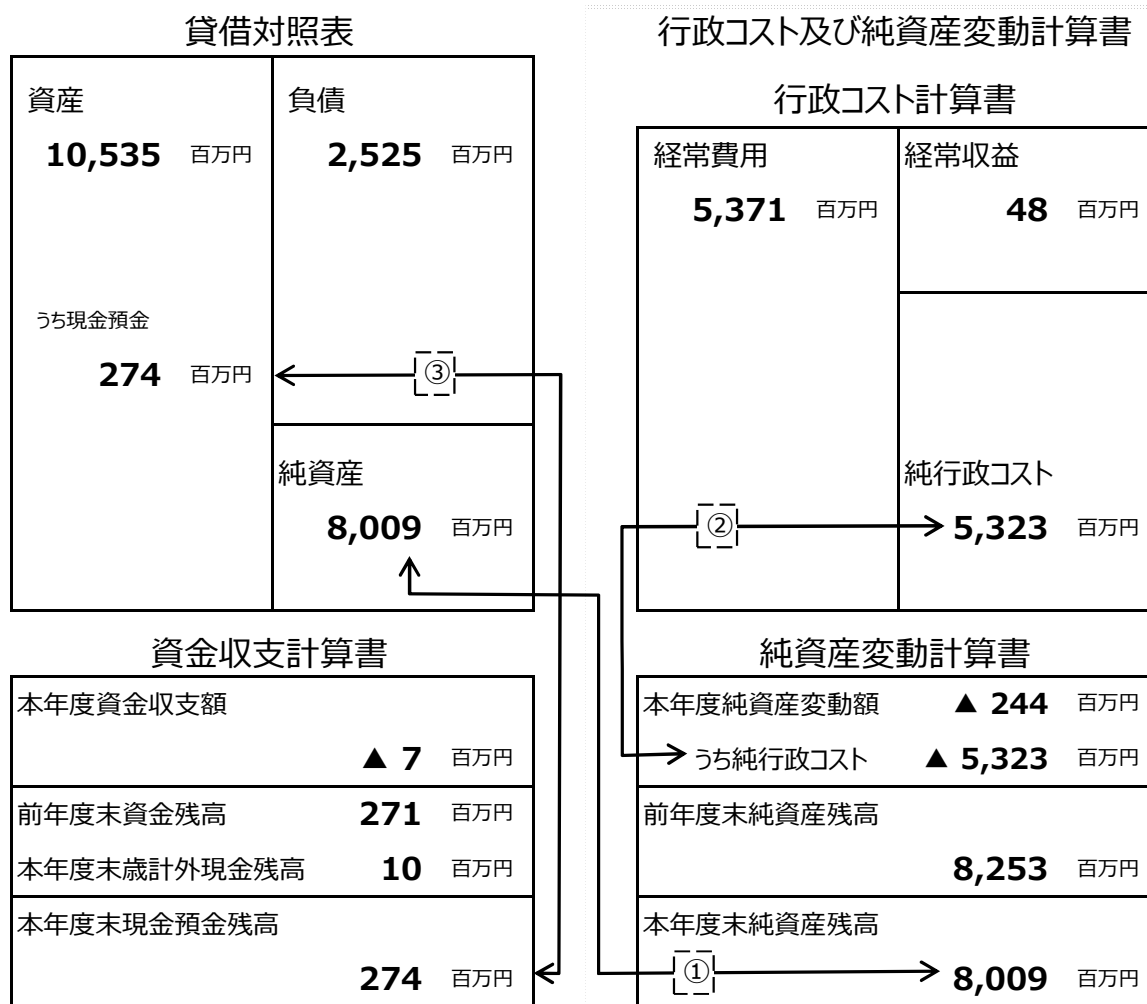 貸借対照表
資産
10,535 百万円
うち現金預金
274 百万円
負債
2,525 百万円
③
純資産
8,009 百万円
資金収支計算書
本年度資金収支額
▲ 7 百万円
前年度末資金残高 271 百万円
本年度末歳計外現金残高 10 百万円
本年度末現金預金残高
274 百万円
行政コスト及び純資産変動計算書
行政コスト計算書
経常費用
5,371 百万円
②
経常収益
48 百万円
純行政コスト
5,323 百万円
純資産変動計算書
本年度純資産変動額 ▲ 244 百万円
うち純行政コスト ▲ 5,323 百万円
前年度末純資産残高
8,253 百万円
本年度末純資産残高
① 8,009 百万円